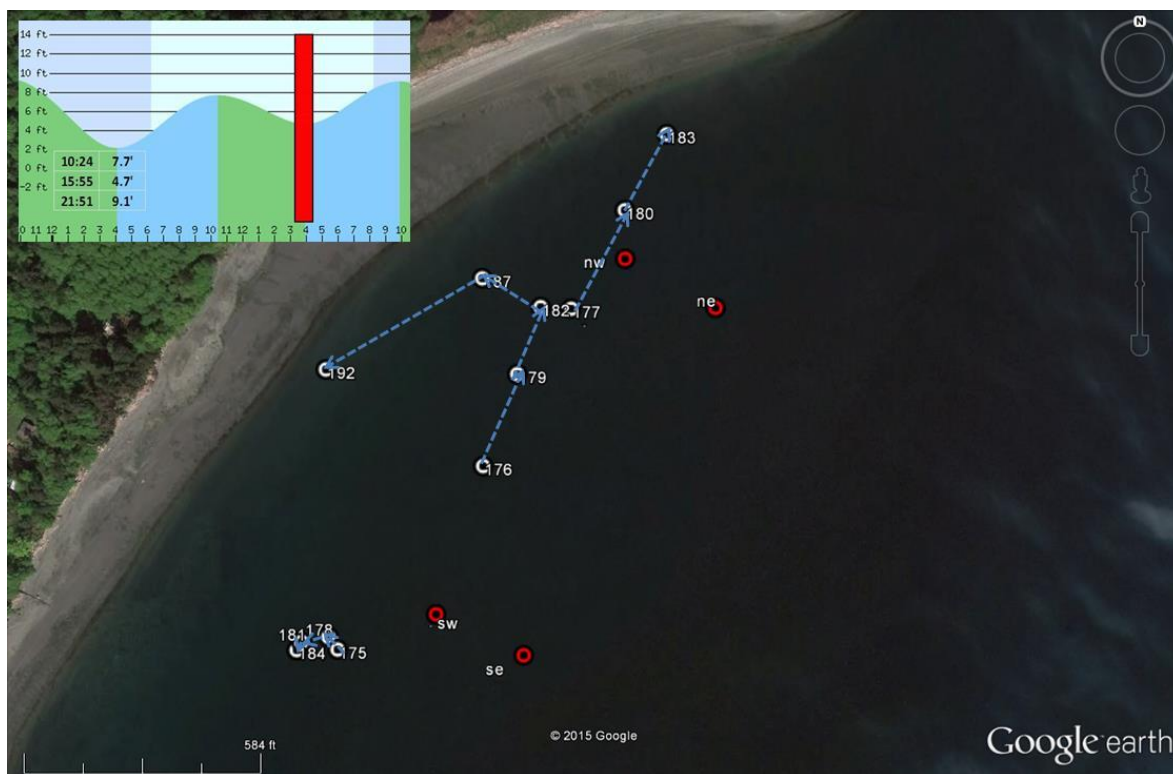 14 ft
12 ft
10 ft
8 ft
6 ft
4 ft
2 ft
0 ft
-2 ft
10:24 7.7'
15:55 4.7'
21:51 9.1'
0 11 12 1 2 3 4 5 6 7 8 9 10 11 12 1 2 3 4 5 6 7 8 9 10
N
183
180
nw
187
ne
182
177
192
179
176
sw
181
178
184
175
se
584 ft
© 2015 Google
Google earth